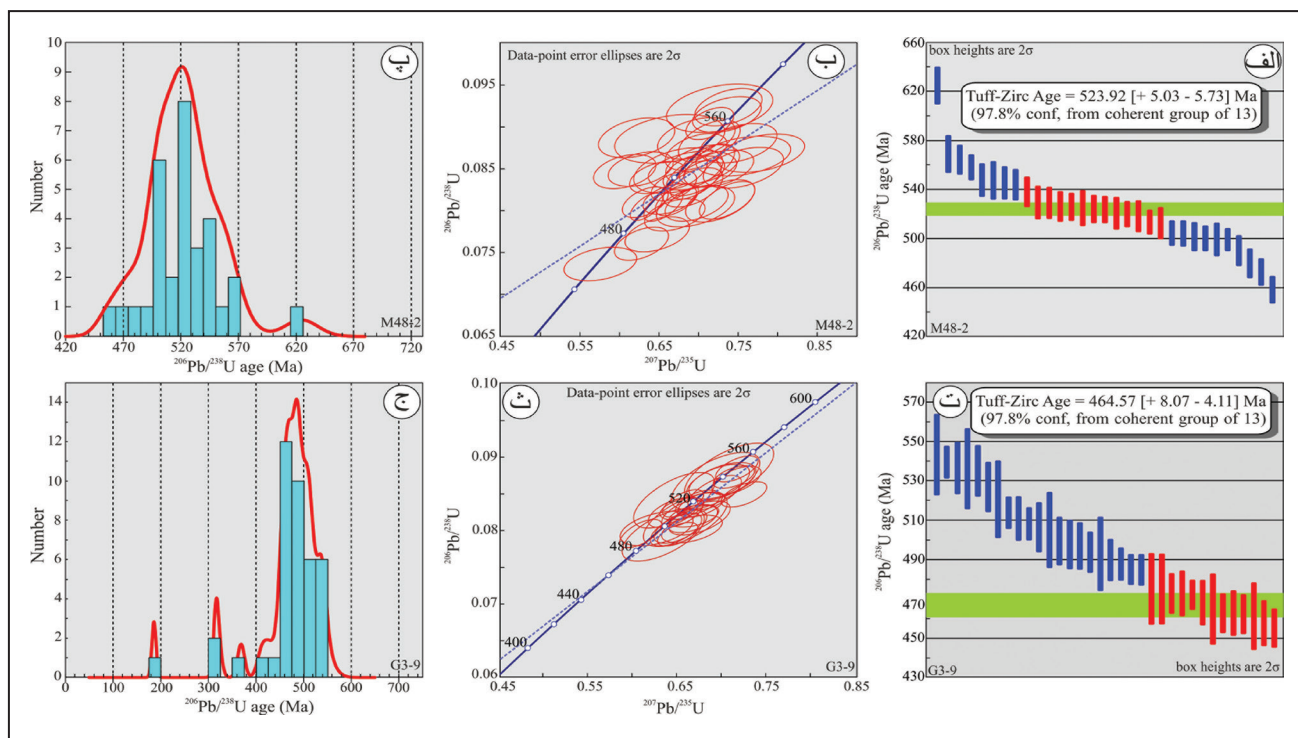 10
9
8
7
6
5
4
3
2
1
0
Number
پ
M48-2
420 470 520 570 620 670 720
²⁰⁶Pb/²³⁸U age (Ma)
Data-point error ellipses are 2σ
ب
0.095
0.085
0.075
0.065
²⁰⁶Pb/²³⁸U
560
480
M48-2
0.45 0.55 0.65 0.75 0.85
²⁰⁷Pb/²³⁵U
660
620
580
540
500
460
420
²⁰⁶Pb/²³⁸U age (Ma)
box heights are 2σ
الف
Tuff-Zirc Age = 523.92 [+ 5.03 - 5.73] Ma
(97.8% conf, from coherent group of 13)
M48-2
14
12
10
8
6
4
2
0
Number
ج
G3-9
0 100 200 300 400 500 600 700
²⁰⁶Pb/²³⁸U age (Ma)
ث
Data-point error ellipses are 2σ
0.10
0.09
0.08
0.07
0.06
²⁰⁶Pb/²³⁸U
600
560
520
480
440
400
G3-9
0.45 0.55 0.65 0.75 0.85
²⁰⁷Pb/²³⁵U
570
550
530
510
490
470
450
430
²⁰⁶Pb/²³⁸U age (Ma)
ت
Tuff-Zirc Age = 464.57 [+ 8.07 - 4.11] Ma
(97.8% conf, from coherent group of 13)
G3-9
box heights are 2σ